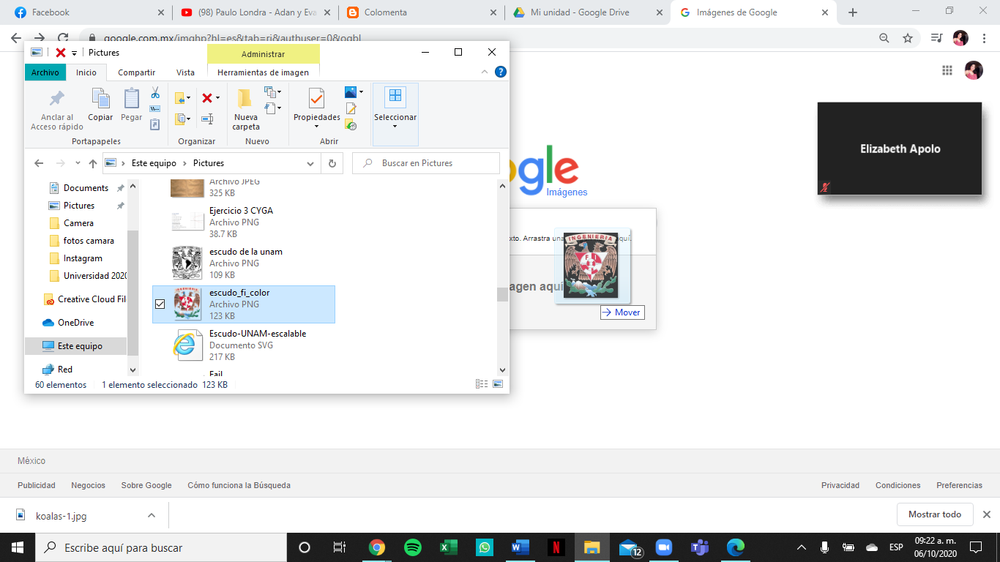 Facebook
(98) Paulo Londra - Adan y Eva
Colomenta
Mi unidad - Google Drive
Imágenes de Google
google.com.mx/imghp?hl=es&tab=ri&authuser=0&ogbl
Pictures
Administrar
Archivo
Inicio
Compartir
Vista
Herramientas de imagen
Anclar al
Acceso rápido
Copiar
Pegar
Nueva
carpeta
Propiedades
Seleccionar
Portapapeles
Organizar
Nuevo
Abrir
Este equipo
Pictures
Buscar en Pictures
Documents
Pictures
Camera
fotos camara
Instagram
Universidad 2020
Creative Cloud Fil
OneDrive
Este equipo
Red
Archivo JPEG
325 KB
Ejercicio 3 CYGA
Archivo PNG
38.7 KB
escudo de la unam
Archivo PNG
109 KB
escudo_fi_color
Archivo PNG
123 KB
Escudo-UNAM-escalable
Documento SVG
217 KB
Fail
60 elementos
1 elemento seleccionado 123 KB
ogle
Imágenes
xto. Arrastra una
quí.
INGENIERIA
F I
agen aquí
Mover
Elizabeth Apolo
México
Publicidad
Negocios
Sobre Google
Cómo funciona la Búsqueda
Privacidad
Condiciones
Preferencias
koalas-1.jpg
Mostrar todo
Escribe aquí para buscar
12
ESP
09:22 a. m.
06/10/2020